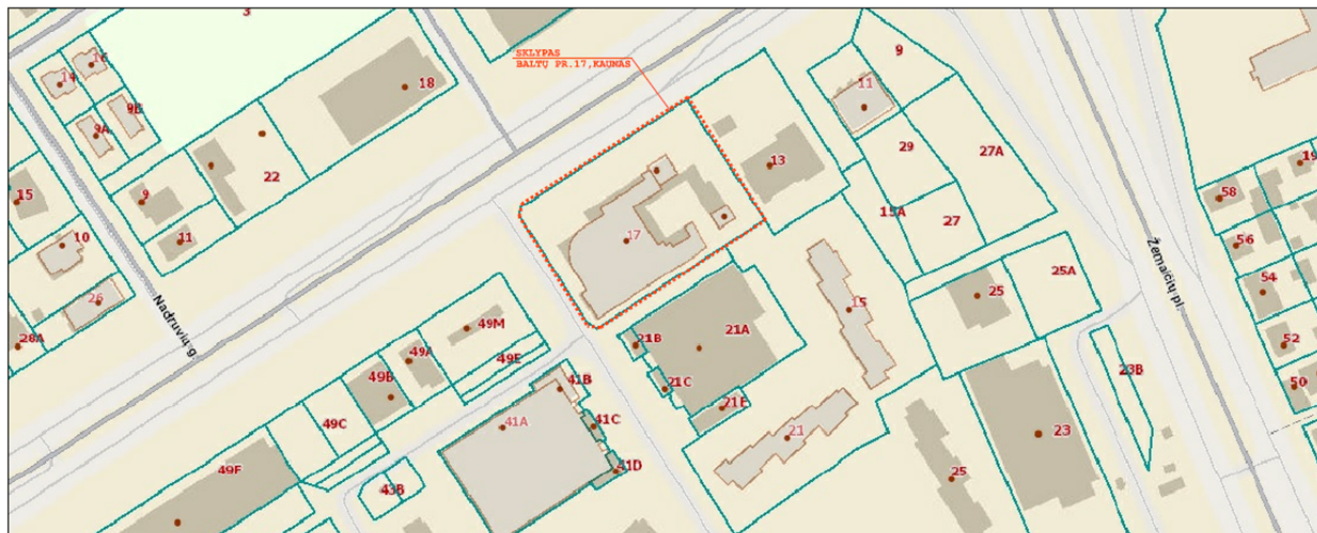 3
SKLYPAS
BALTŲ PR.17,KAUNAS
14
16
9B
9A
18
22
15
9
11
10
26
28A
Nadruvių g.
9
11
13
29
27A
15A
27
17
19
58
56
54
52
50
Žemaičių pl.
25A
25
15
21A
21B
21C
21E
21
23B
23
25
49M
49A
49E
49B
49C
49F
41B
41A
41C
41D
43B